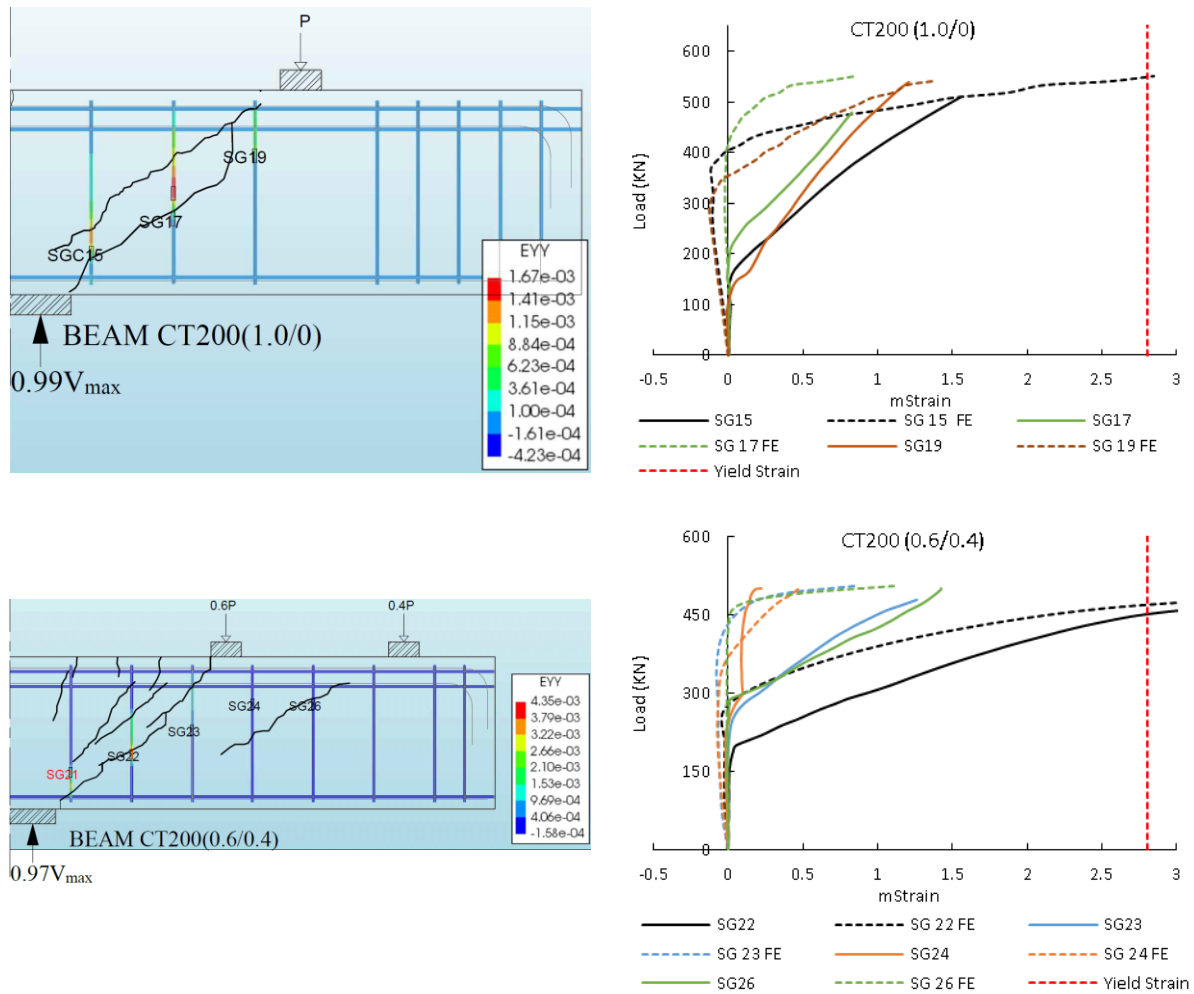 P
SG19
SG17
SGC15
EYY
1.67e-03
1.41e-03
1.15e-03
8.84e-04
6.23e-04
3.61e-04
1.00e-04
-1.61e-04
-4.23e-04
BEAM CT200(1.0/0)
0.99Vmax
CT200 (1.0/0)
600
500
400
300
200
100
0
Load {KN)
-0.5 0 0.5 1 1.5 2 2.5 3
mStrain
SG15 SG 15 FE SG17
SG 17 FE SG19 SG 19 FE
Yield Strain
0.6P 0.4P
SG24 SG26
SG23
SG22
SG21
EYY
4.35e-03
3.79e-03
3.22e-03
2.66e-03
2.10e-03
1.53e-03
9.69e-04
4.06e-04
-1.58e-04
BEAM CT200(0.6/0.4)
0.97Vmax
CT200 (0.6/0.4)
600
450
300
150
0
Load {KN)
-0.5 0 0.5 1 1.5 2 2.5 3
mStrain
SG22 SG 22 FE SG23
SG 23 FE SG24 SG 24 FE
SG26 SG 26 FE Yield Strain